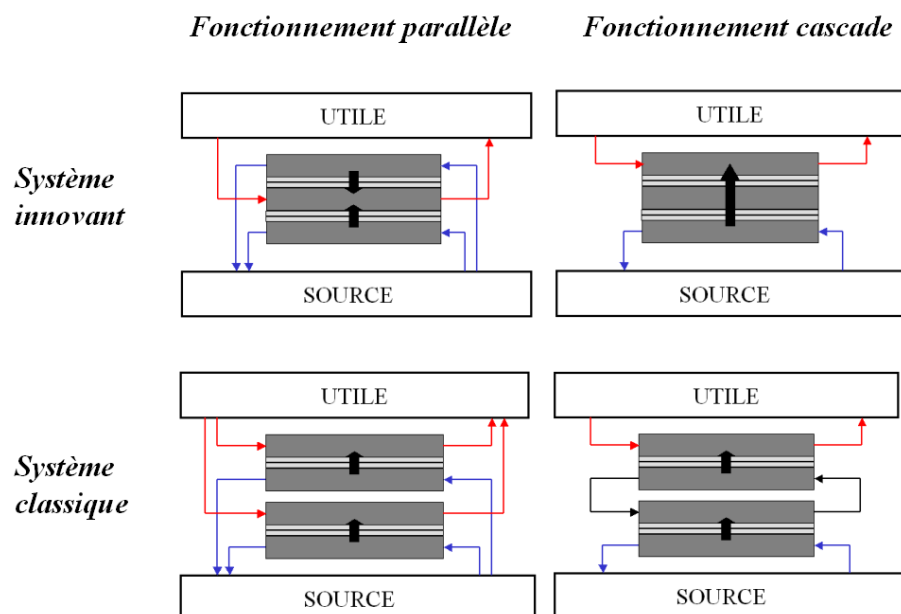 Fonctionnement parallèle
Fonctionnement cascade
Système
innovant
UTILE
SOURCE
UTILE
SOURCE
Système
classique
UTILE
SOURCE
UTILE
SOURCE